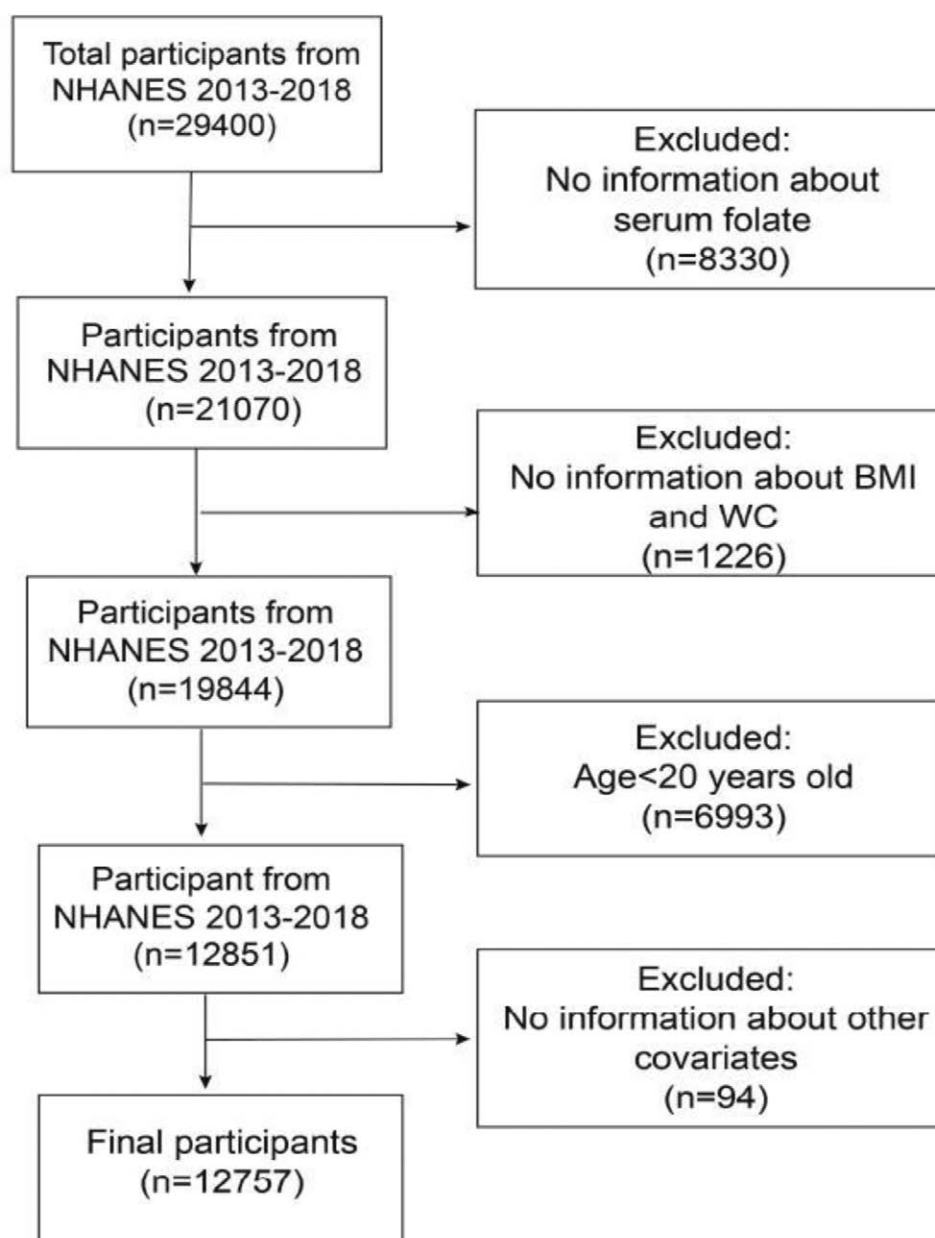 Total participants from
NHANES 2013-2018
(n=29400)
Excluded:
No information about
serum folate
(n=8330)
Participants from
NHANES 2013-2018
(n=21070)
Excluded:
No information about BMI
and WC
(n=1226)
Participants from
NHANES 2013-2018
(n=19844)
Excluded:
Age<20 years old
(n=6993)
Participant from
NHANES 2013-2018
(n=12851)
Excluded:
No information about other
covariates
(n=94)
Final participants
(n=12757)